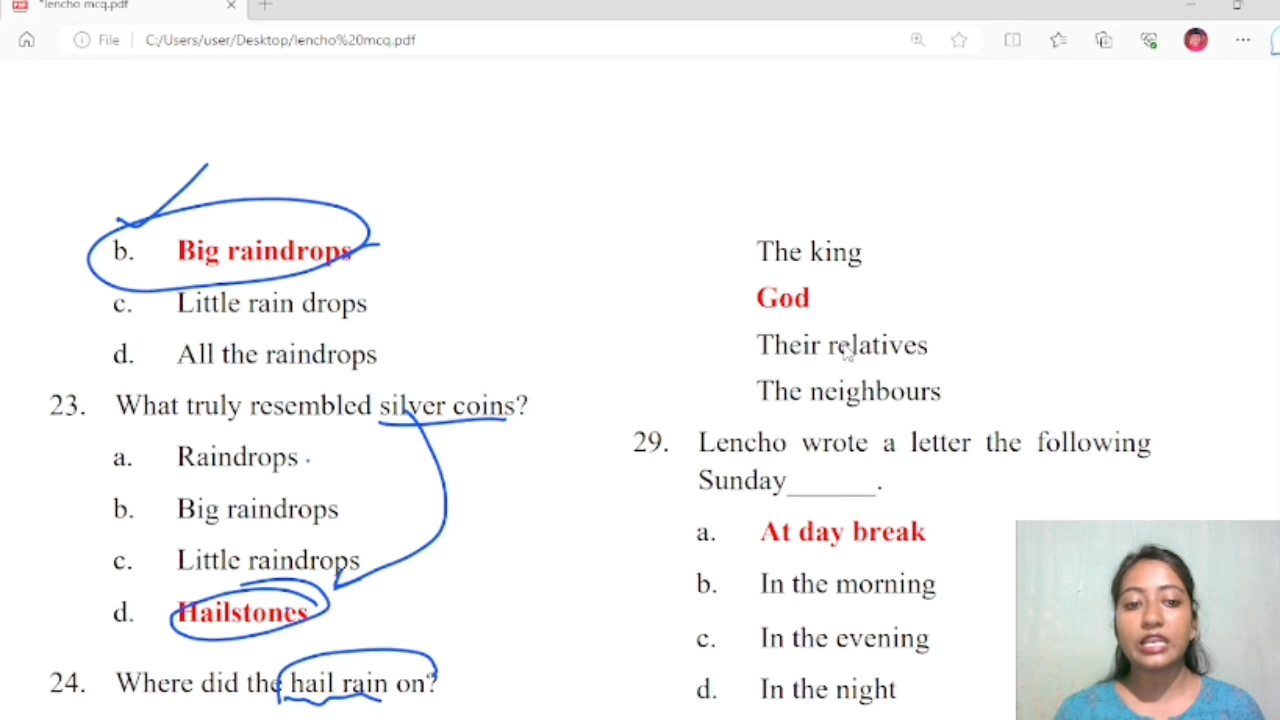 *lencho mcq.pdf
File
C:/Users/user/Desktop/lencho%20mcq.pdf
b. Big raindrops
c. Little rain drops
d. All the raindrops
23. What truly resembled silver coins?
a. Raindrops
b. Big raindrops
c. Little raindrops
d. Hailstones
24. Where did the hail rain on?
The king
God
Their relatives
The neighbours
29. Lencho wrote a letter the following
Sunday______.
a. At day break
b. In the morning
c. In the evening
d. In the night